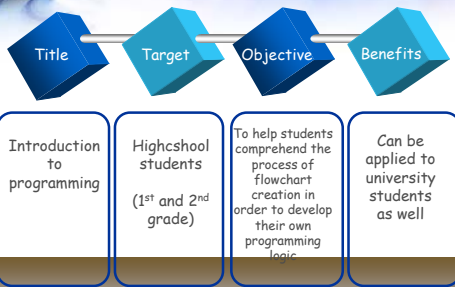 Title
Target
Objective
Benefits
Introduction
to
programming
Highcshool
students
(1st and 2nd
grade)
To help students
comprehend the
process of
flowchart
creation in
order to develop
their own
programming
logic
Can be
applied to
university
students
as well